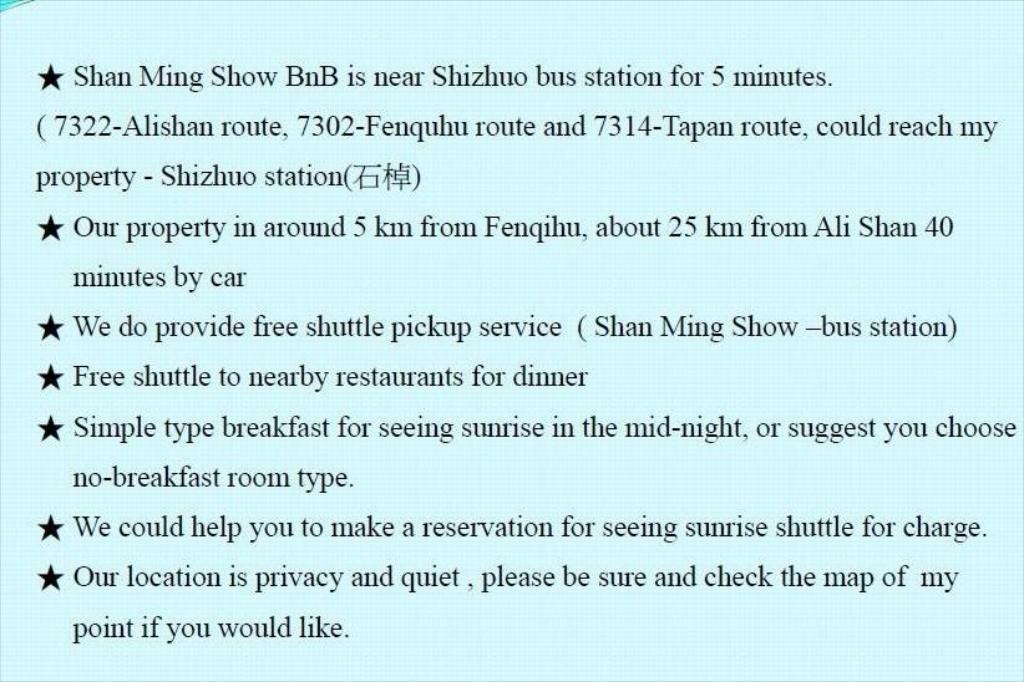 ★ Shan Ming Show BnB is near Shizhuo bus station for 5 minutes.
( 7322-Alishan route, 7302-Fenquhu route and 7314-Tapan route, could reach my
property - Shizhuo station(石棹)
★ Our property in around 5 km from Fenqihu, about 25 km from Ali Shan 40
minutes by car
★ We do provide free shuttle pickup service ( Shan Ming Show –bus station)
★ Free shuttle to nearby restaurants for dinner
★ Simple type breakfast for seeing sunrise in the mid-night, or suggest you choose
no-breakfast room type.
★ We could help you to make a reservation for seeing sunrise shuttle for charge.
★ Our location is privacy and quiet , please be sure and check the map of my
point if you would like.